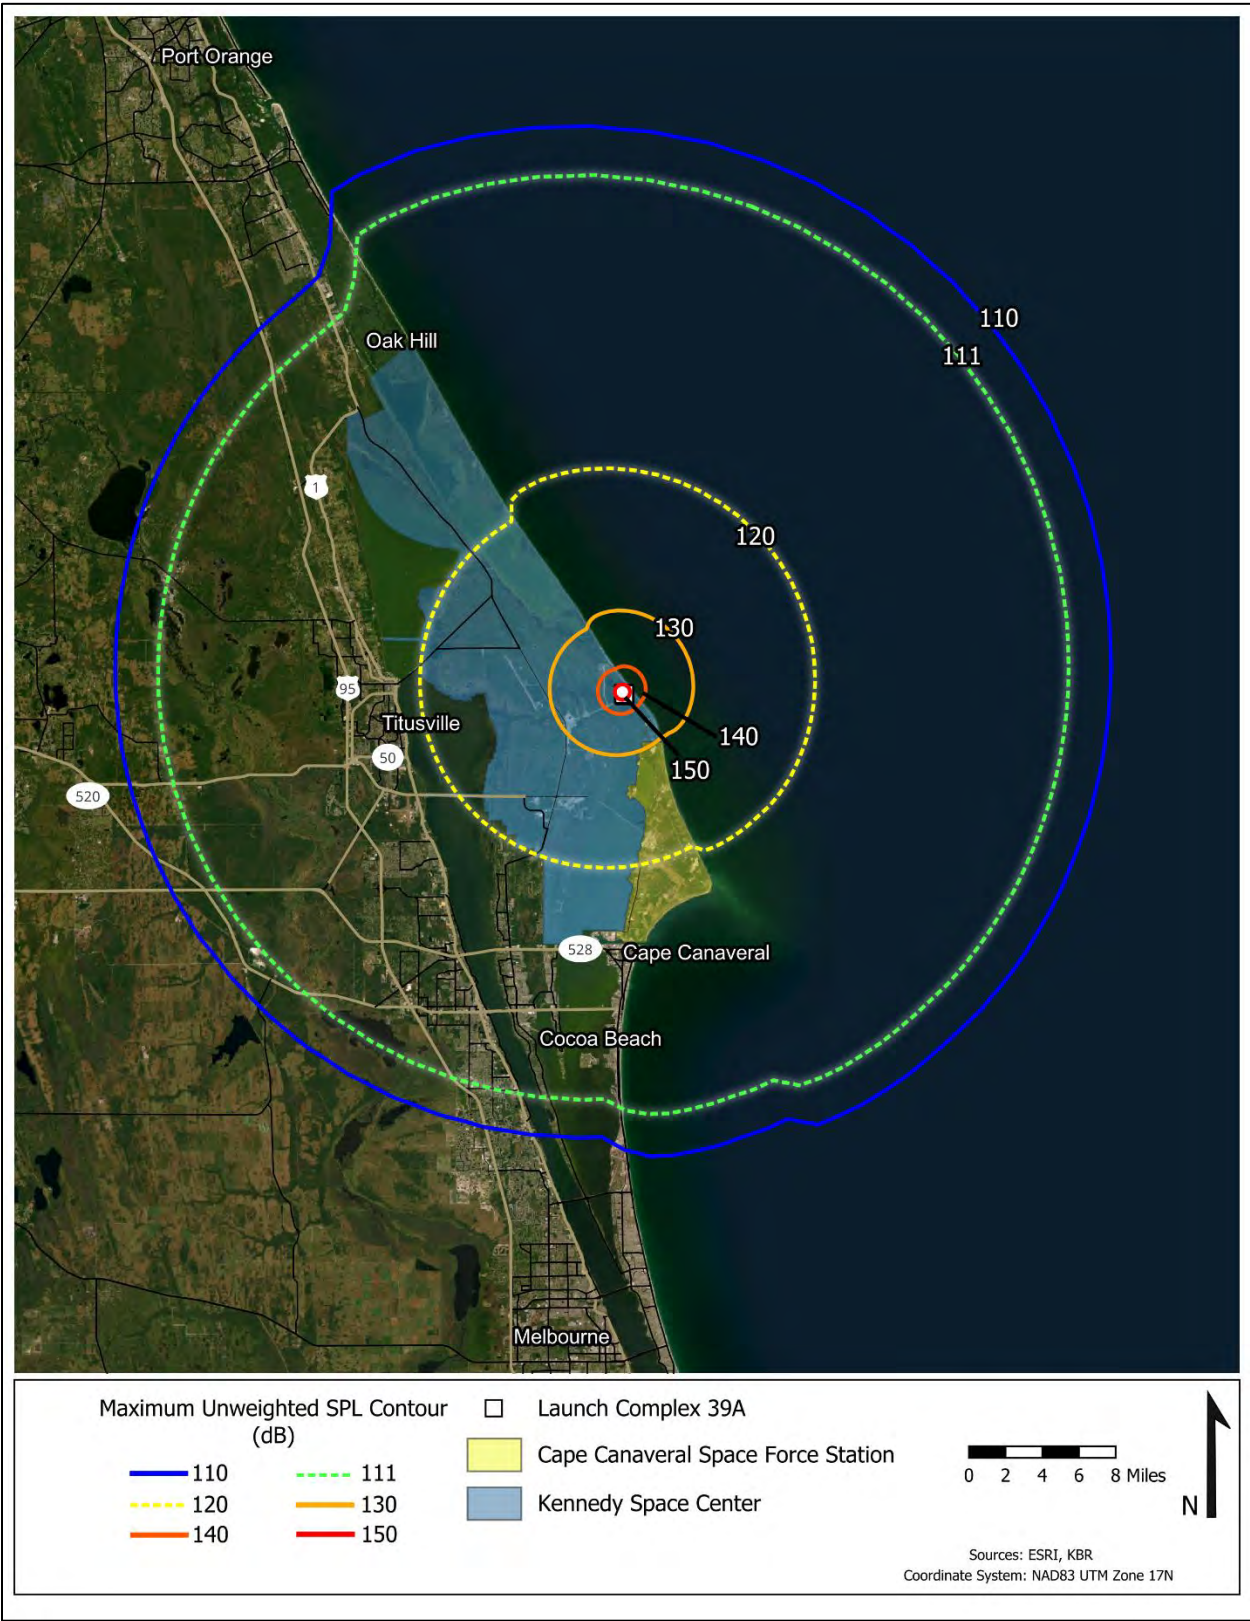 Port Orange
110
111
Oak Hill
1
120
130
95
Titusville
140
50
150
520
528
Cape Canaveral
Cocoa Beach
Melbourne
Maximum Unweighted SPL Contour
(dB)
110
111
120
130
140
150
Launch Complex 39A
Cape Canaveral Space Force Station
Kennedy Space Center
0 2 4 6 8 Miles
N
Sources: ESRI, KBR
Coordinate System: NAD83 UTM Zone 17N